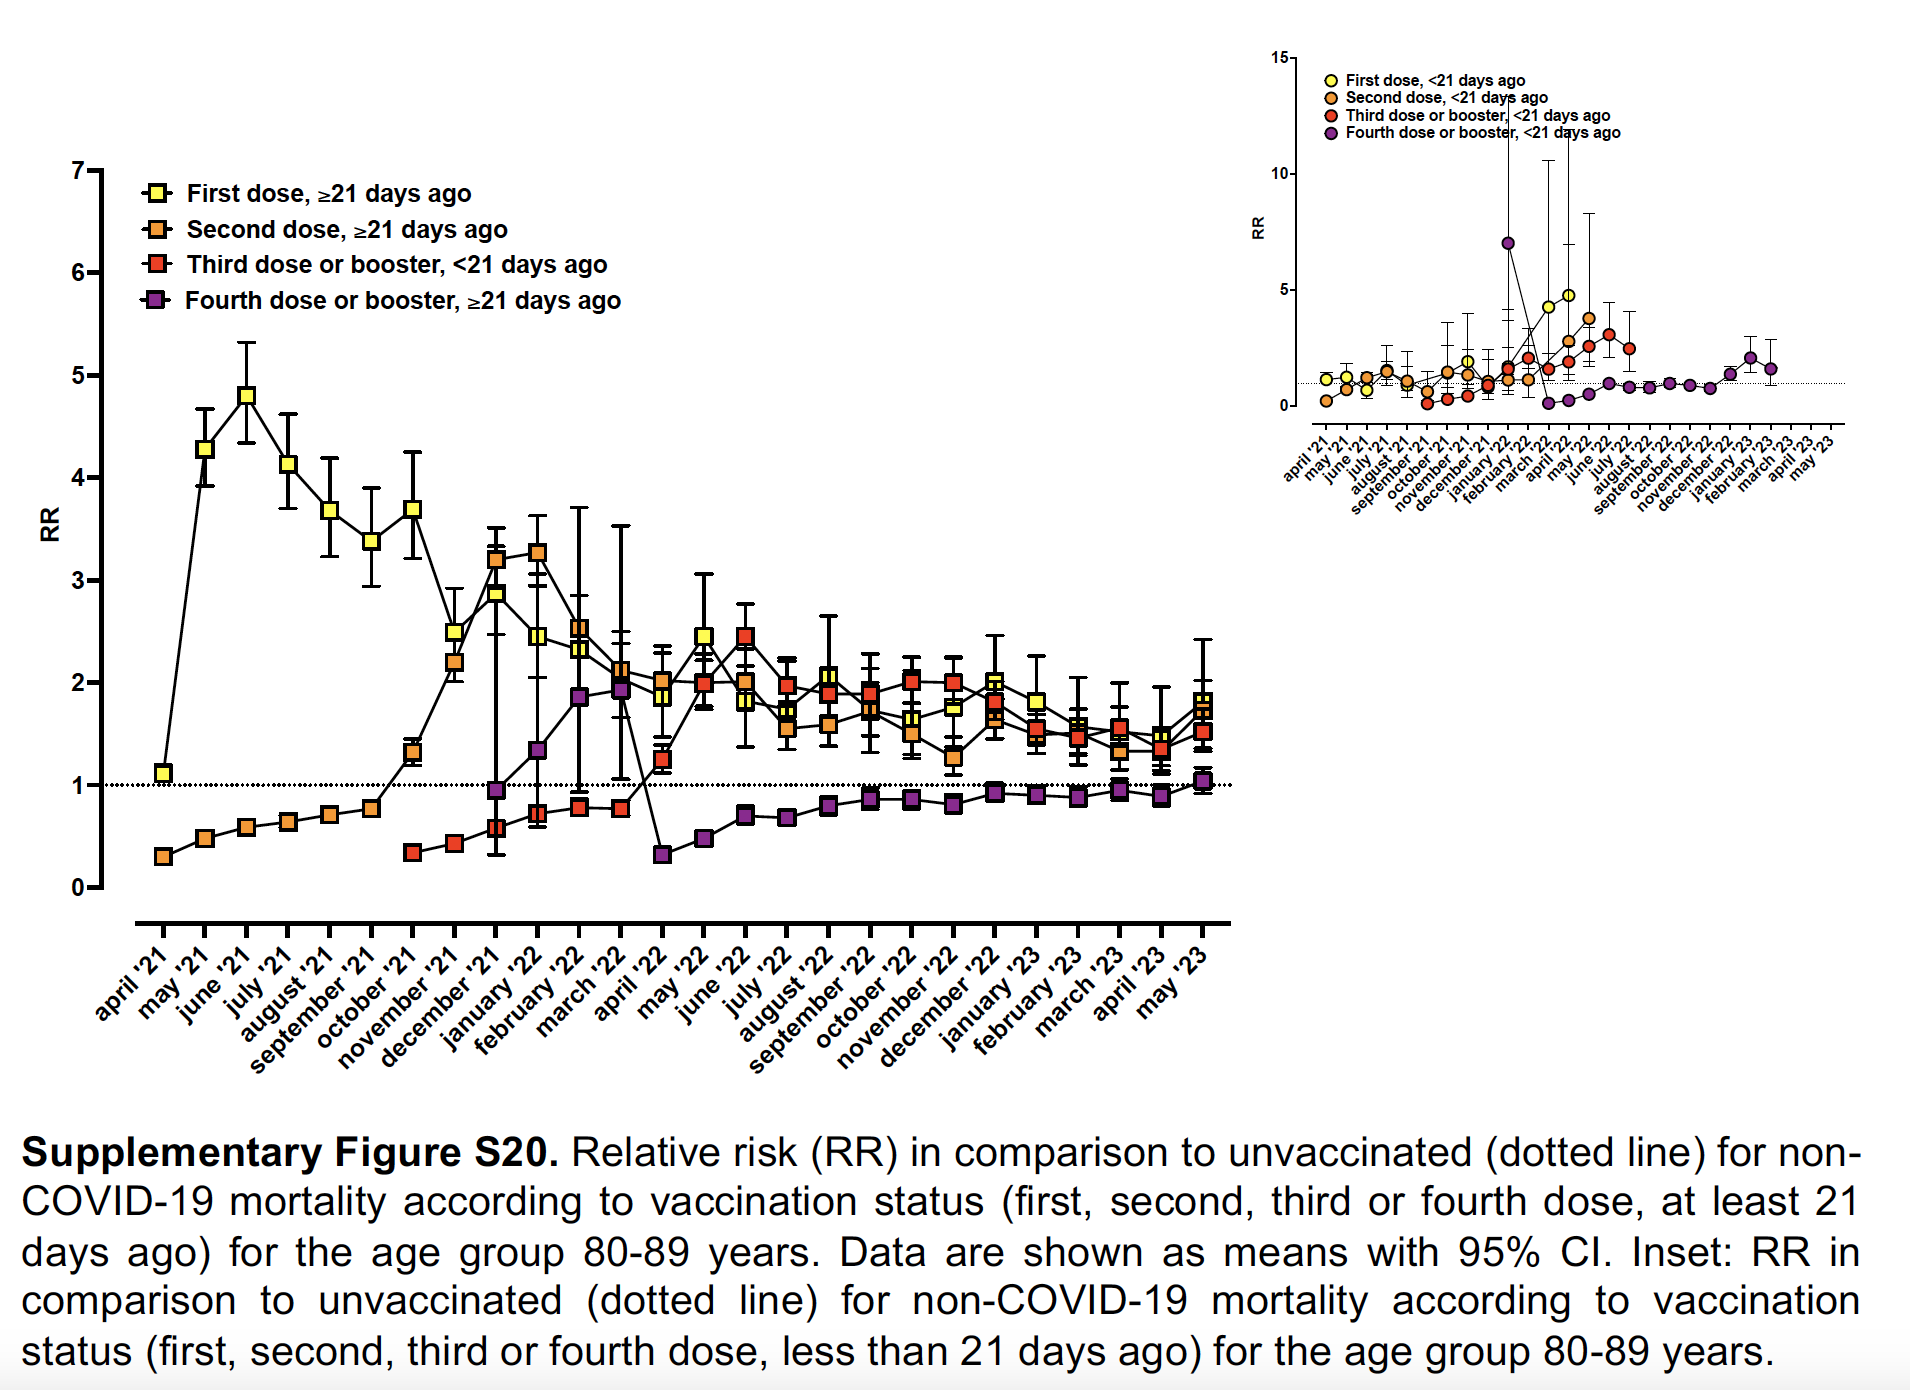 7
6
5
4
3
2
1
0
RR
First dose, ≥21 days ago
Second dose, ≥21 days ago
Third dose or booster, <21 days ago
Fourth dose or booster, ≥21 days ago
april '21
may '21
june '21
july '21
august '21
september '21
october '21
november '21
december '21
january '22
february '22
march '22
april '22
may '22
june '22
july '22
august '22
september '22
october '22
november '22
december '22
january '23
february '23
march '23
april '23
may '23
15
10
5
0
RR
First dose, <21 days ago
Second dose, <21 days ago
Third dose or booster, <21 days ago
Fourth dose or booster, <21 days ago
april '21
may '21
june '21
july '21
august '21
september '21
october '21
november '21
december '21
january '22
february '22
march '22
april '22
may '22
june '22
july '22
august '22
september '22
october '22
november '22
december '22
january '23
february '23
march '23
april '23
may '23
Supplementary Figure S20. Relative risk (RR) in comparison to unvaccinated (dotted line) for non-
COVID-19 mortality according to vaccination status (first, second, third or fourth dose, at least 21
days ago) for the age group 80-89 years. Data are shown as means with 95% CI. Inset: RR in
comparison to unvaccinated (dotted line) for non-COVID-19 mortality according to vaccination
status (first, second, third or fourth dose, less than 21 days ago) for the age group 80-89 years.